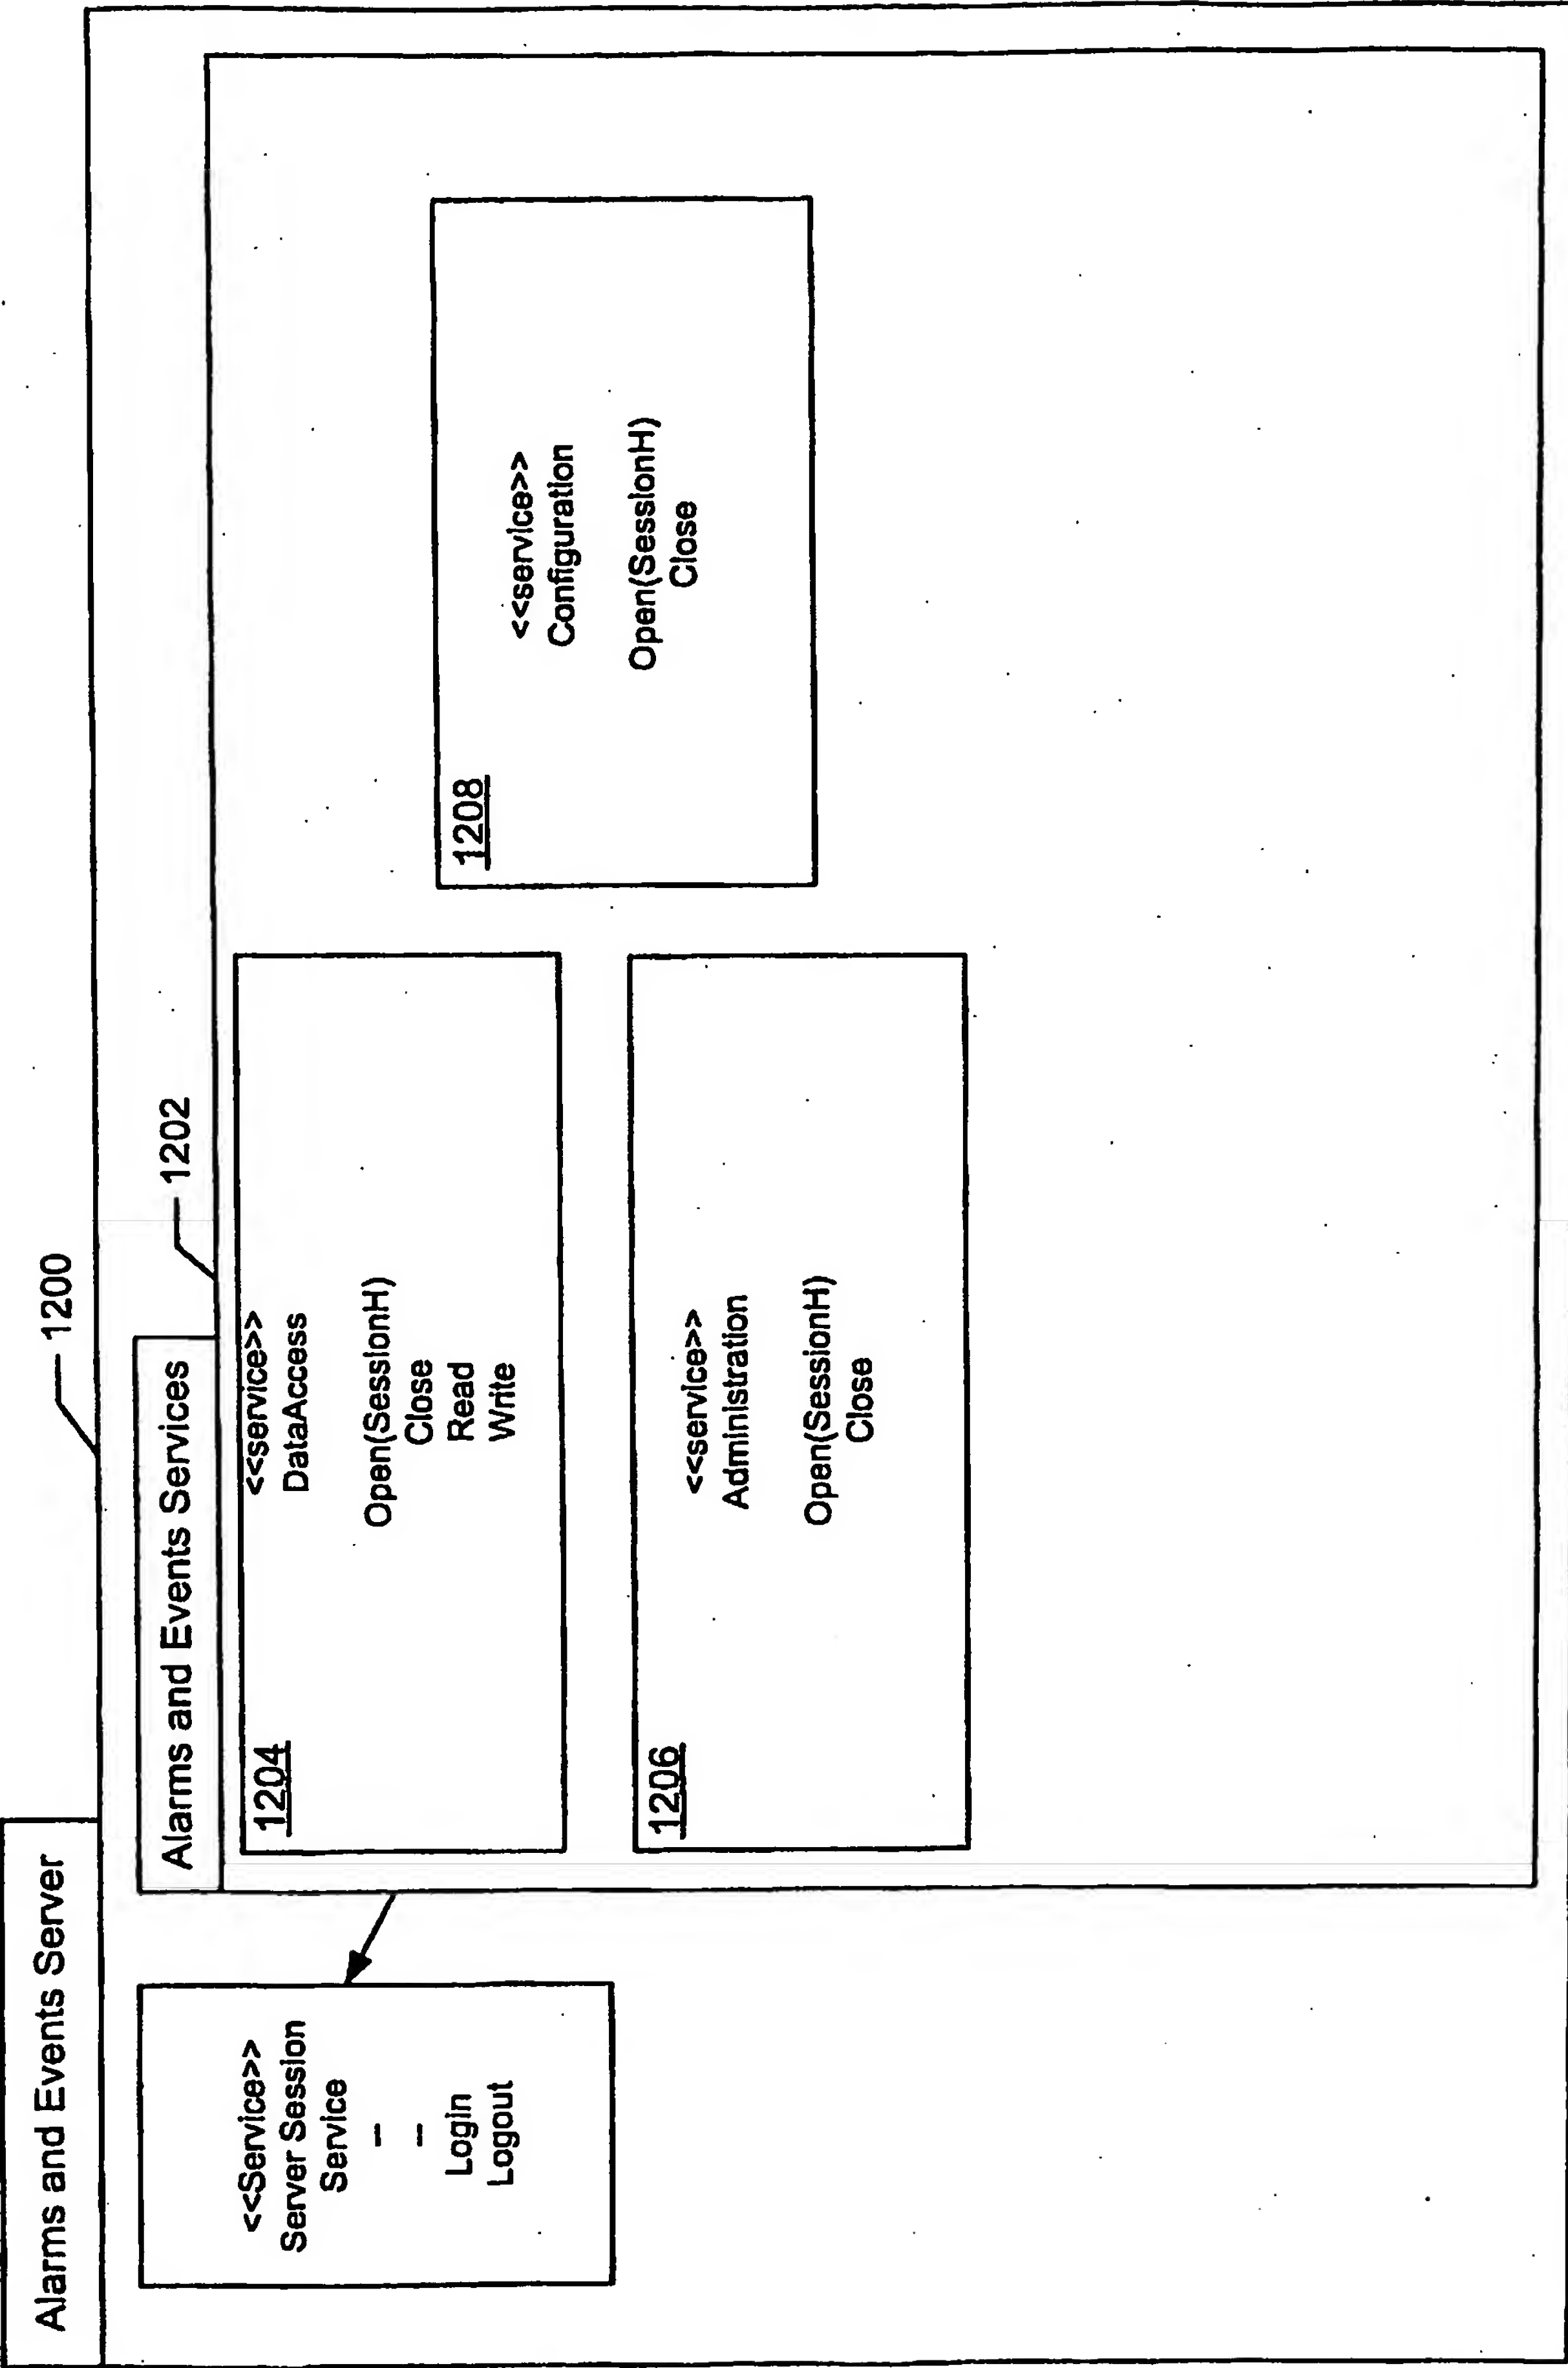 Alarms and Events Server
1200
Alarms and Events Services
1202
<<Service>>
Server Session
Service
--
--
Login
Logout
1204
<<service>>
DataAccess
Open(SessionH)
Close
Read
Write
1206
<<service>>
Administration
Open(SessionH)
Close
1208
<<service>>
Configuration
Open(SessionH)
Close